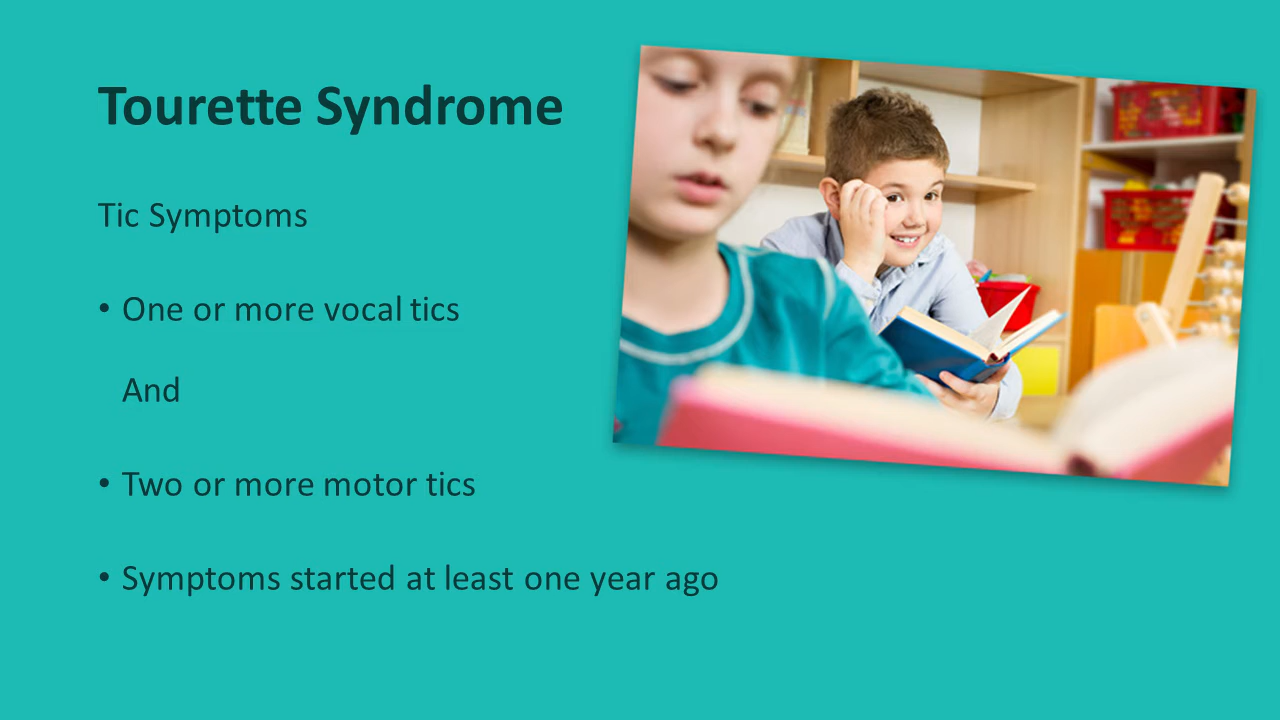 Tourette Syndrome
Tic Symptoms
• One or more vocal tics
And
• Two or more motor tics
• Symptoms started at least one year ago